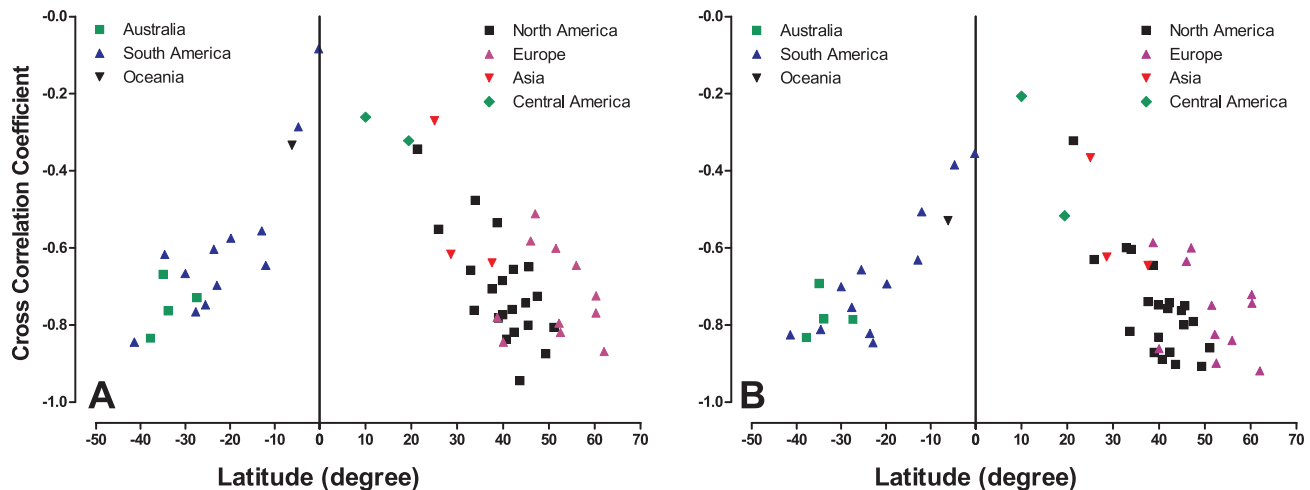 Cross Correlation Coefficient
-0.0
-0.2
-0.4
-0.6
-0.8
-1.0
Australia
South America
Oceania
North America
Europe
Asia
Central America
A
-50 -40 -30 -20 -10 0 10 20 30 40 50 60 70
Latitude (degree)
-0.0
-0.2
-0.4
-0.6
-0.8
-1.0
Australia
South America
Oceania
North America
Europe
Asia
Central America
B
-50 -40 -30 -20 -10 0 10 20 30 40 50 60 70
Latitude (degree)